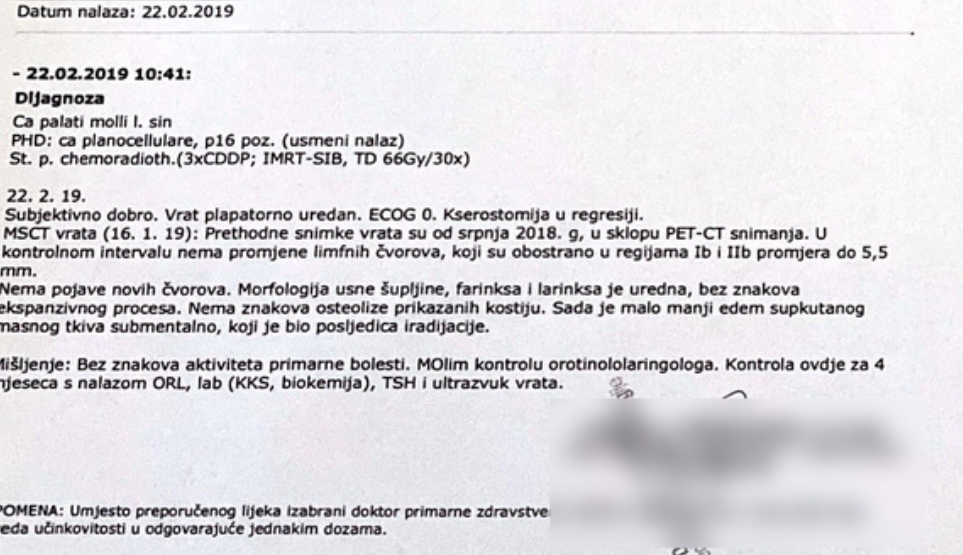 Datum nalaza: 22.02.2019
- 22.02.2019 10:41:
Dijagnoza
Ca palati molli l. sin
PHD: ca planocellulare, p16 poz. (usmeni nalaz)
St. p. chemoradioth.(3xCDDP; IMRT-SIB, TD 66Gy/30x)
22. 2. 19.
Subjektivno dobro. Vrat plapatorno uredan. ECOG 0. Kserostomija u regresiji.
MSCT vrata (16. 1. 19): Prethodne snimke vrata su od srpnja 2018. g, u sklopu PET-CT snimanja. U
kontrolnom intervalu nema promjene limfnih čvorova, koji su obostrano u regijama Ib i IIb promjera do 5,5
mm.
Nema pojave novih čvorova. Morfologija usne šupljine, farinksa i larinksa je uredna, bez znakova
ekspanzivnog procesa. Nema znakova osteolize prikazanih kostiju. Sada je malo manji edem supkutanog
masnog tkiva submentalno, koji je bio posljedica iradijacije.
Mišljenje: Bez znakova aktiviteta primarne bolesti. MOlim kontrolu orotinololaringologa. Kontrola ovdje za 4
mjeseca s nalazom ORL, lab (KKS, biokemija), TSH i ultrazvuk vrata.
POMENA: Umjesto preporučenog lijeka izabrani doktor primarne zdravstve
eda učinkovitosti u odgovarajuće jednakim dozama.